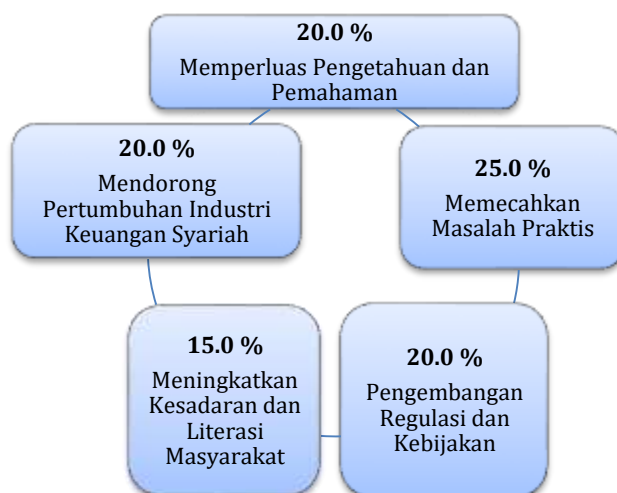 20.0 %
Memperluas Pengetahuan dan
Pemahaman
25.0 %
Memecahkan
Masalah Praktis
20.0 %
Pengembangan
Regulasi dan
Kebijakan
15.0 %
Meningkatkan
Kesadaran dan
Literasi
Masyarakat
20.0 %
Mendorong
Pertumbuhan Industri
Keuangan Syariah